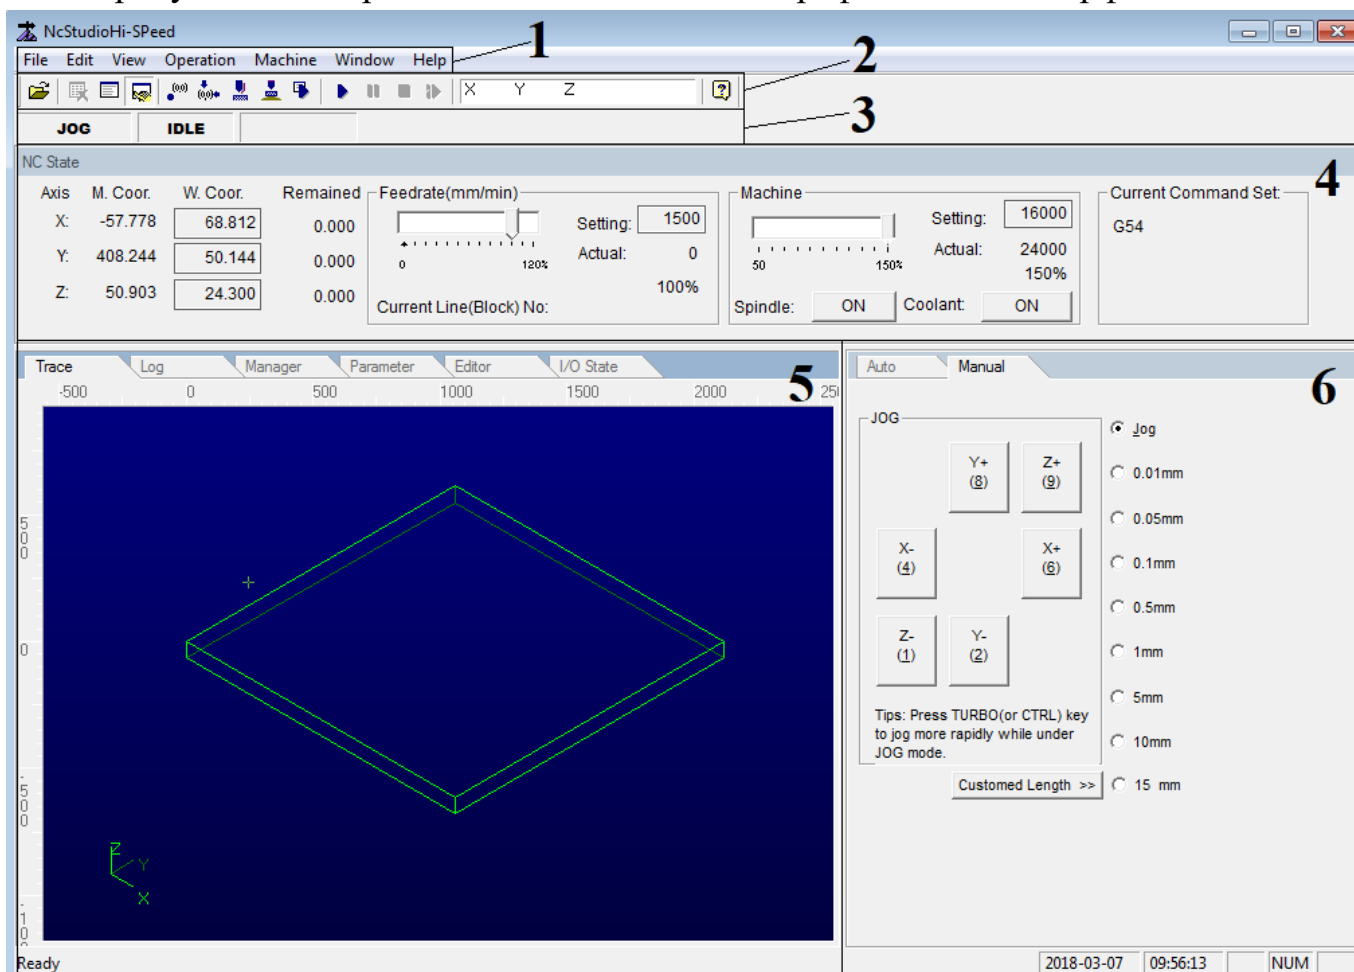 NcStudioHi-SPeed
1
File Edit View Operation Machine Window Help
2
X Y Z
3
JOG IDLE
NC State
4
Axis M. Coor. W. Coor. Remained
X: -57.778 68.812 0.000
Y: 408.244 50.144 0.000
Z: 50.903 24.300 0.000
Feedrate(mm/min)
Setting: 1500
Actual: 0
0 120%
100%
Current Line(Block) No:
Machine
Setting: 16000
Actual: 24000
50 150%
150%
Spindle: ON Coolant: ON
Current Command Set:
G54
Trace Log Manager Parameter Editor I/O State
5
-500 0 500 1000 1500 2000 250
500
0
-500
-100
Z
Y
X
Auto Manual
6
JOG
Y+
(8)
Z+
(9)
X-
(4)
X+
(6)
Z-
(1)
Y-
(2)
Tips: Press TURBO(or CTRL) key
to jog more rapidly while under
JOG mode.
Customed Length >>
Jog
0.01mm
0.05mm
0.1mm
0.5mm
1mm
5mm
10mm
15 mm
Ready
2018-03-07 09:56:13 NUM